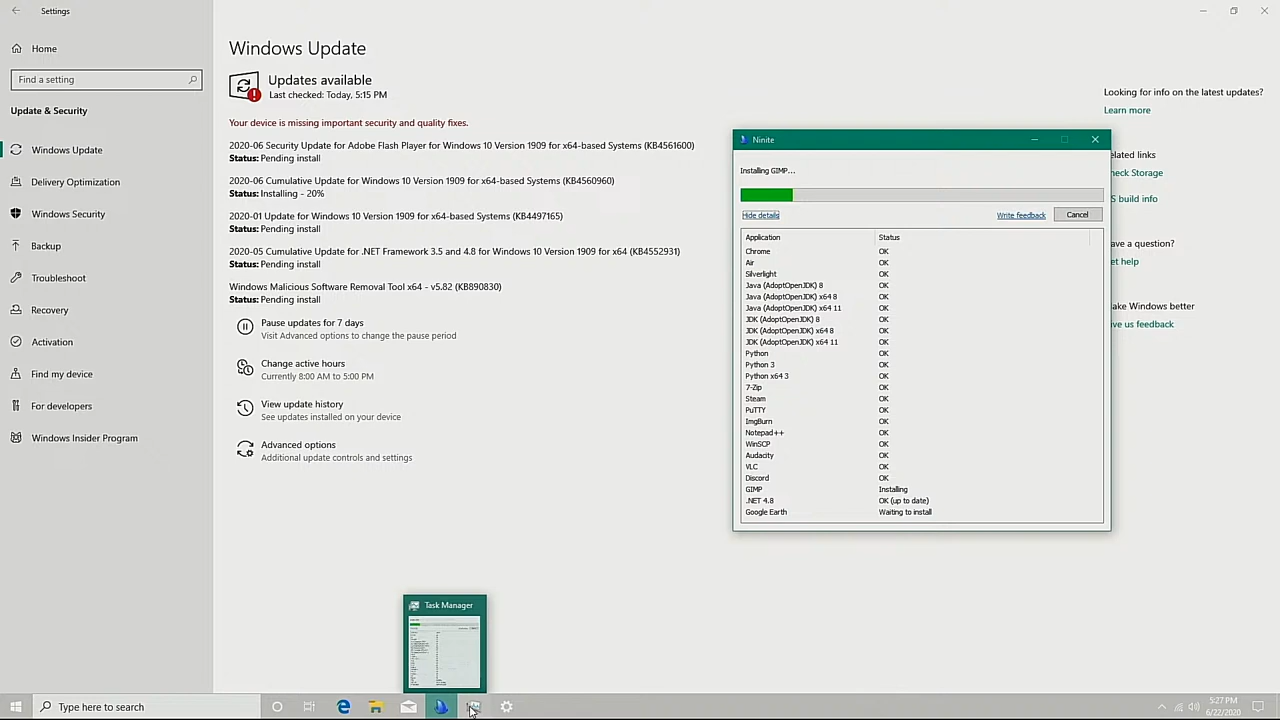 Settings
Home
Find a setting
Update & Security
Windows Update
Delivery Optimization
Windows Security
Backup
Troubleshoot
Recovery
Activation
Find my device
For developers
Windows Insider Program
Windows Update
Updates available
Last checked: Today, 5:15 PM
Your device is missing important security and quality fixes.
2020-06 Security Update for Adobe Flash Player for Windows 10 Version 1909 for x64-based Systems (KB4561600)
Status: Pending install
2020-06 Cumulative Update for Windows 10 Version 1909 for x64-based Systems (KB4560960)
Status: Installing - 20%
2020-01 Update for Windows 10 Version 1909 for x64-based Systems (KB4497165)
Status: Pending install
2020-05 Cumulative Update for .NET Framework 3.5 and 4.8 for Windows 10 Version 1909 for x64 (KB4552931)
Status: Pending install
Windows Malicious Software Removal Tool x64 - v5.82 (KB890830)
Status: Pending install
Pause updates for 7 days
Visit Advanced options to change the pause period
Change active hours
Currently 8:00 AM to 5:00 PM
View update history
See updates installed on your device
Advanced options
Additional update controls and settings
Looking for info on the latest updates?
Learn more
elated links
heck Storage
S build info
ave a question?
et help
ake Windows better
ve us feedback
Ninite
Installing GIMP...
Hide details
Write feedback
Cancel
Application Status
Chrome OK
Air OK
Silverlight OK
Java (AdoptOpenJDK) 8 OK
Java (AdoptOpenJDK) x64 8 OK
Java (AdoptOpenJDK) x64 11 OK
JDK (AdoptOpenJDK) 8 OK
JDK (AdoptOpenJDK) x64 8 OK
JDK (AdoptOpenJDK) x64 11 OK
Python OK
Python 3 OK
Python x64 3 OK
7-Zip OK
Steam OK
PuTTY OK
ImgBurn OK
Notepad++ OK
WinSCP OK
Audacity OK
VLC OK
Discord OK
GIMP Installing
.NET 4.8 OK (up to date)
Google Earth Waiting to install
Task Manager
Type here to search
5:27 PM
6/22/2020